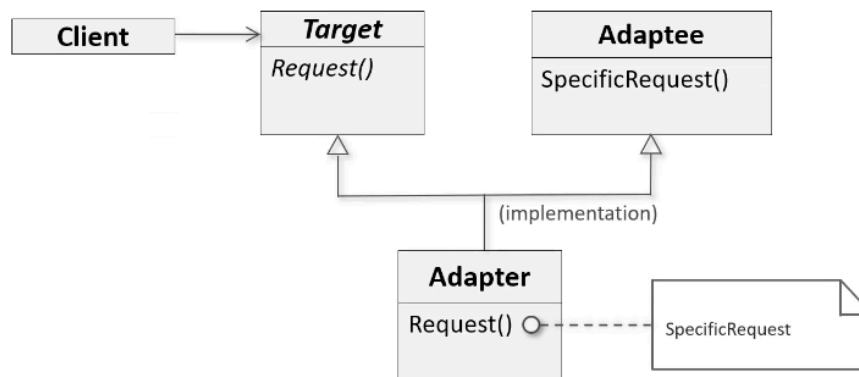 Client
Target
Request()
Adaptee
SpecificRequest()
(implementation)
Adapter
Request()
SpecificRequest